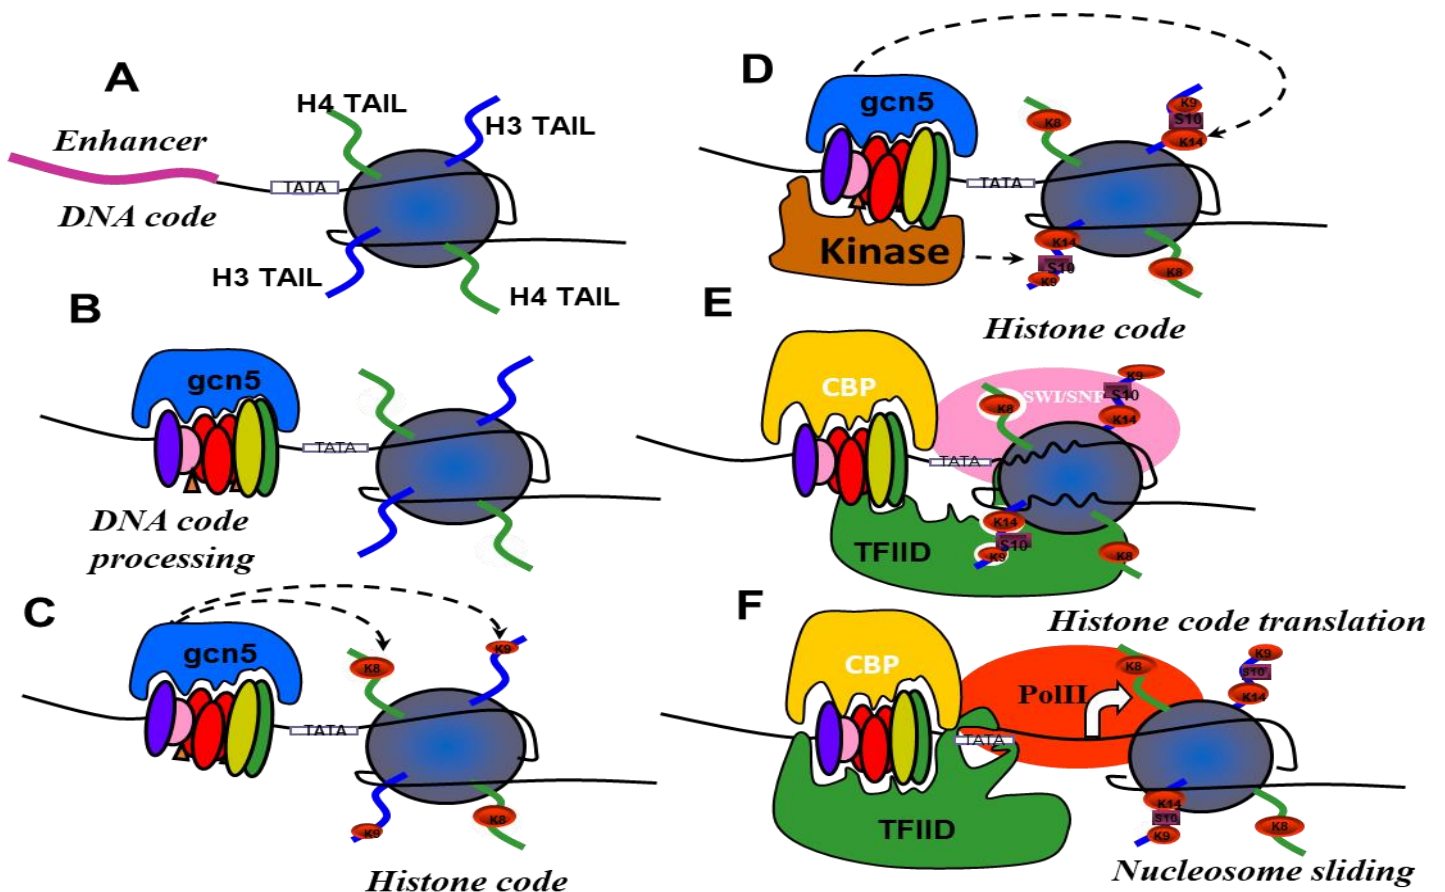 A
H4 TAIL
H3 TAIL
Enhancer
TATA
DNA code
H3 TAIL
H4 TAIL
B
gcn5
TATA
DNA code
processing
C
gcn5
K8
K9
TATA
K9
K8
Histone code
D
gcn5
K8
K9
S10
K14
TATA
Kinase
K14
S10
K9
K8
Histone code
E
CBP
SWI/SNF
K9
S10
K8
K14
TATA
TFIID
K14
S10
K9
K8
F
Histone code translation
CBP
PolII
K8
K9
S10
K14
TATA
TFIID
K14
S10
K9
K8
Nucleosome sliding